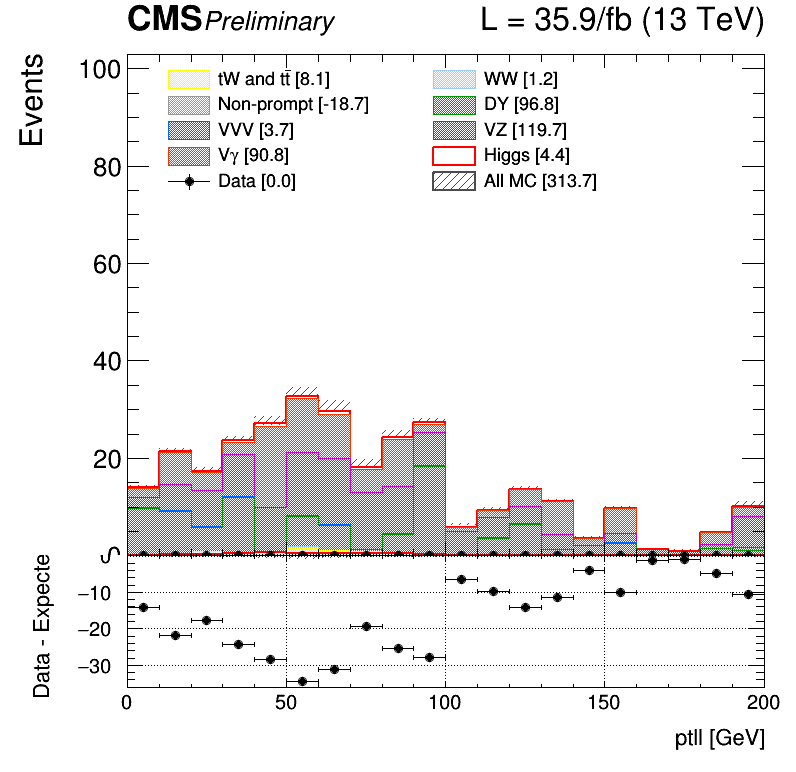 CMS Preliminary L = 35.9/fb (13 TeV)
Events
100
80
60
40
20
0
tW and tt̄ [8.1]
WW [1.2]
Non-prompt [-18.7]
DY [96.8]
VVV [3.7]
VZ [119.7]
Vγ [90.8]
Higgs [4.4]
Data [0.0]
All MC [313.7]
Data - Expecte
−10
−20
−30
0 50 100 150 200
ptll [GeV]